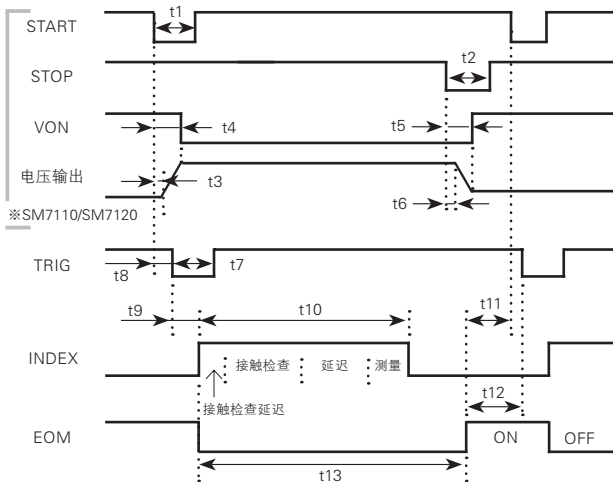 START
t1
STOP
t2
VON
t4
t5
电压输出
t3
t6
※SM7110/SM7120
TRIG
t8
t7
t9
t10
t11
INDEX
接触检查
延迟
测量
接触检查延迟
t12
EOM
ON
OFF
t13